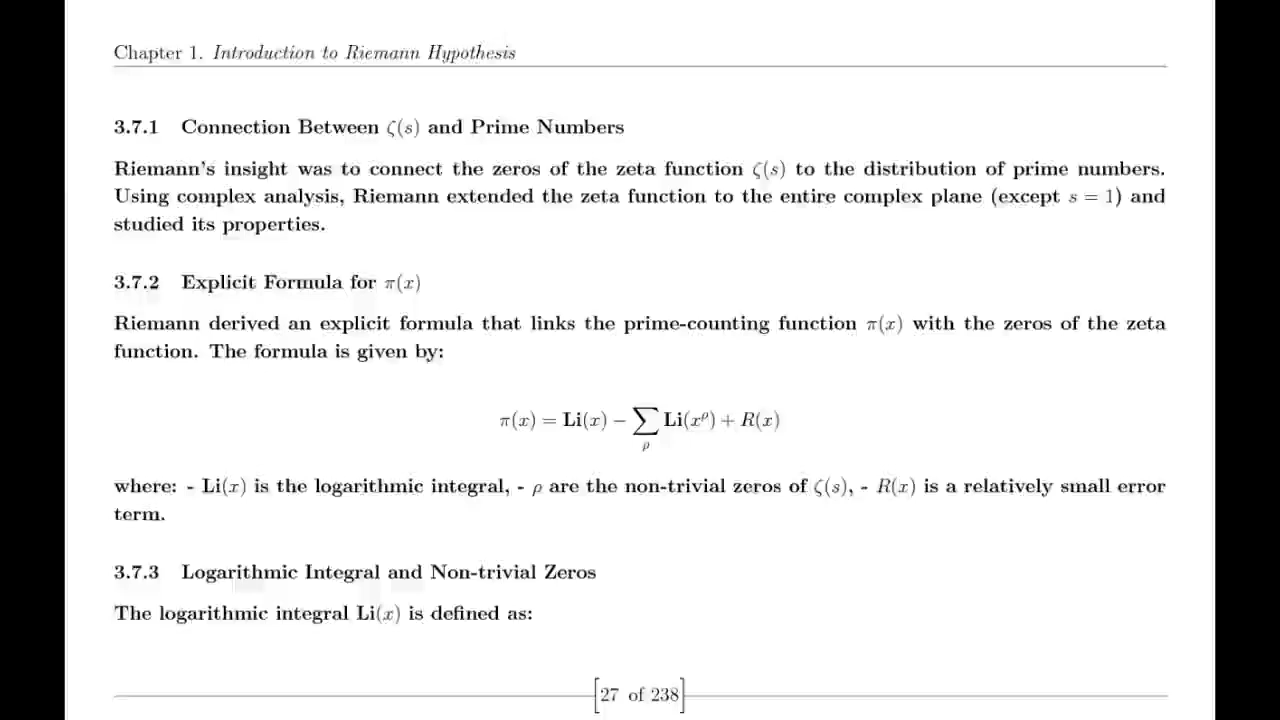 Chapter 1. Introduction to Riemann Hypothesis
3.7.1 Connection Between ζ(s) and Prime Numbers
Riemann's insight was to connect the zeros of the zeta function ζ(s) to the distribution of prime numbers.
Using complex analysis, Riemann extended the zeta function to the entire complex plane (except s = 1) and
studied its properties.
3.7.2 Explicit Formula for π(x)
Riemann derived an explicit formula that links the prime-counting function π(x) with the zeros of the zeta
function. The formula is given by:
π(x) = Li(x) − ∑ρ Li(x^ρ) + R(x)
where: - Li(x) is the logarithmic integral, - ρ are the non-trivial zeros of ζ(s), - R(x) is a relatively small error
term.
3.7.3 Logarithmic Integral and Non-trivial Zeros
The logarithmic integral Li(x) is defined as:
[27 of 238]